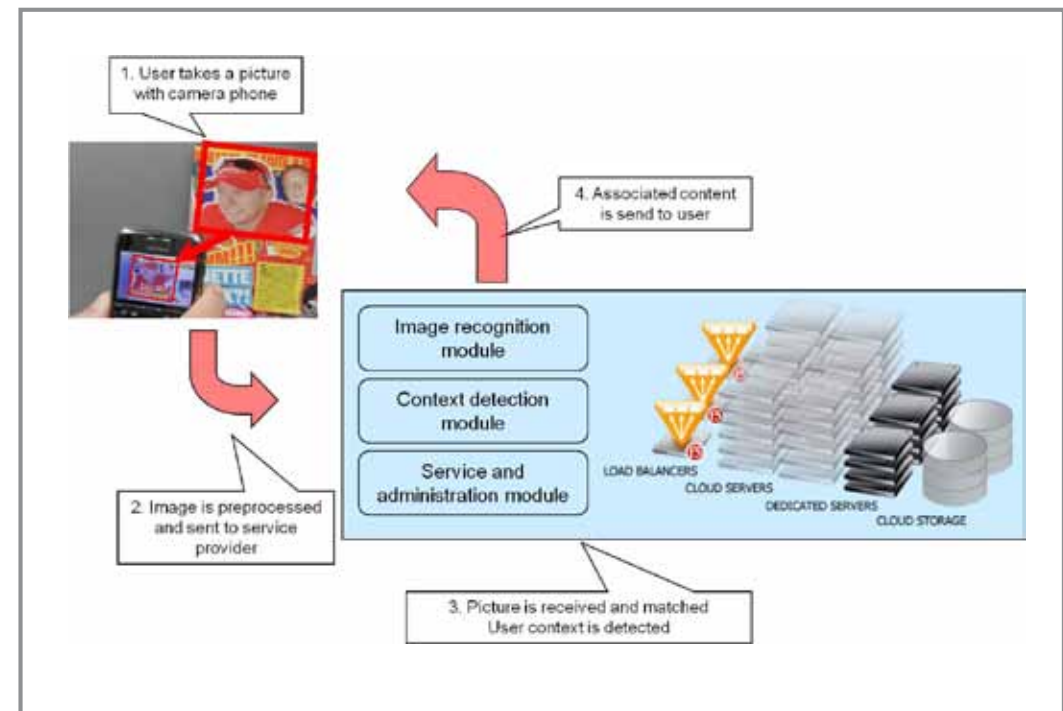 1. User takes a picture
with camera phone
4. Associated content
is send to user
Image recognition
module
Context detection
module
Service and
administration module
LOAD BALANCERS
CLOUD SERVERS
DEDICATED SERVERS
CLOUD STORAGE
2. Image is preprocessed
and sent to service
provider
3. Picture is received and matched
User context is detected